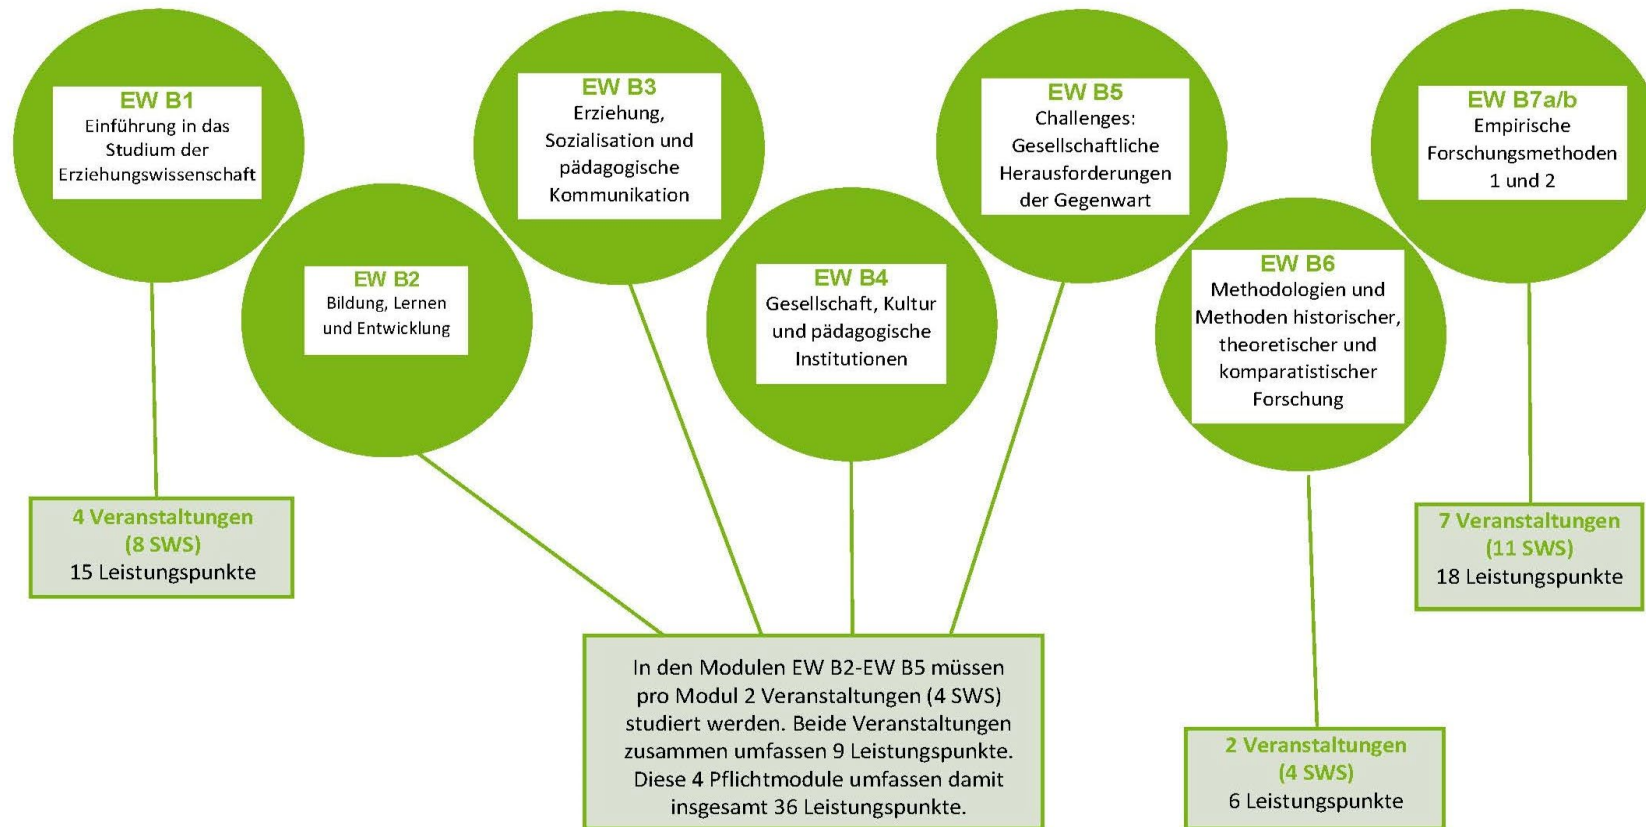 EW B1
Einführung in das
Studium der
Erziehungswissenschaft
EW B2
Bildung, Lernen
und Entwicklung
EW B3
Erziehung,
Sozialisation und
pädagogische
Kommunikation
EW B4
Gesellschaft, Kultur
und pädagogische
Institutionen
EW B5
Challenges:
Gesellschaftliche
Herausforderungen
der Gegenwart
EW B6
Methodologien und
Methoden historischer,
theoretischer und
komparatistischer
Forschung
EW B7a/b
Empirische
Forschungsmethoden
1 und 2
4 Veranstaltungen
(8 SWS)
15 Leistungspunkte
In den Modulen EW B2-EW B5 müssen
pro Modul 2 Veranstaltungen (4 SWS)
studiert werden. Beide Veranstaltungen
zusammen umfassen 9 Leistungspunkte.
Diese 4 Pflichtmodule umfassen damit
insgesamt 36 Leistungspunkte.
2 Veranstaltungen
(4 SWS)
6 Leistungspunkte
7 Veranstaltungen
(11 SWS)
18 Leistungspunkte